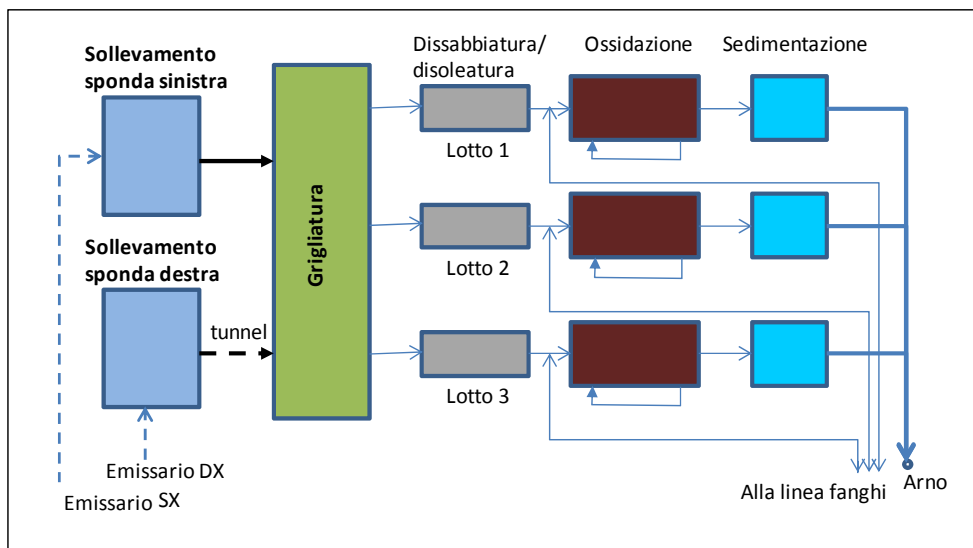 Sollevamento
sponda sinistra
Dissabbiatura/
disoleatura
Ossidazione
Sedimentazione
Lotto 1
Grigliatura
Sollevamento
sponda destra
Lotto 2
tunnel
Lotto 3
Emissario DX
Emissario SX
Alla linea fanghi
Arno